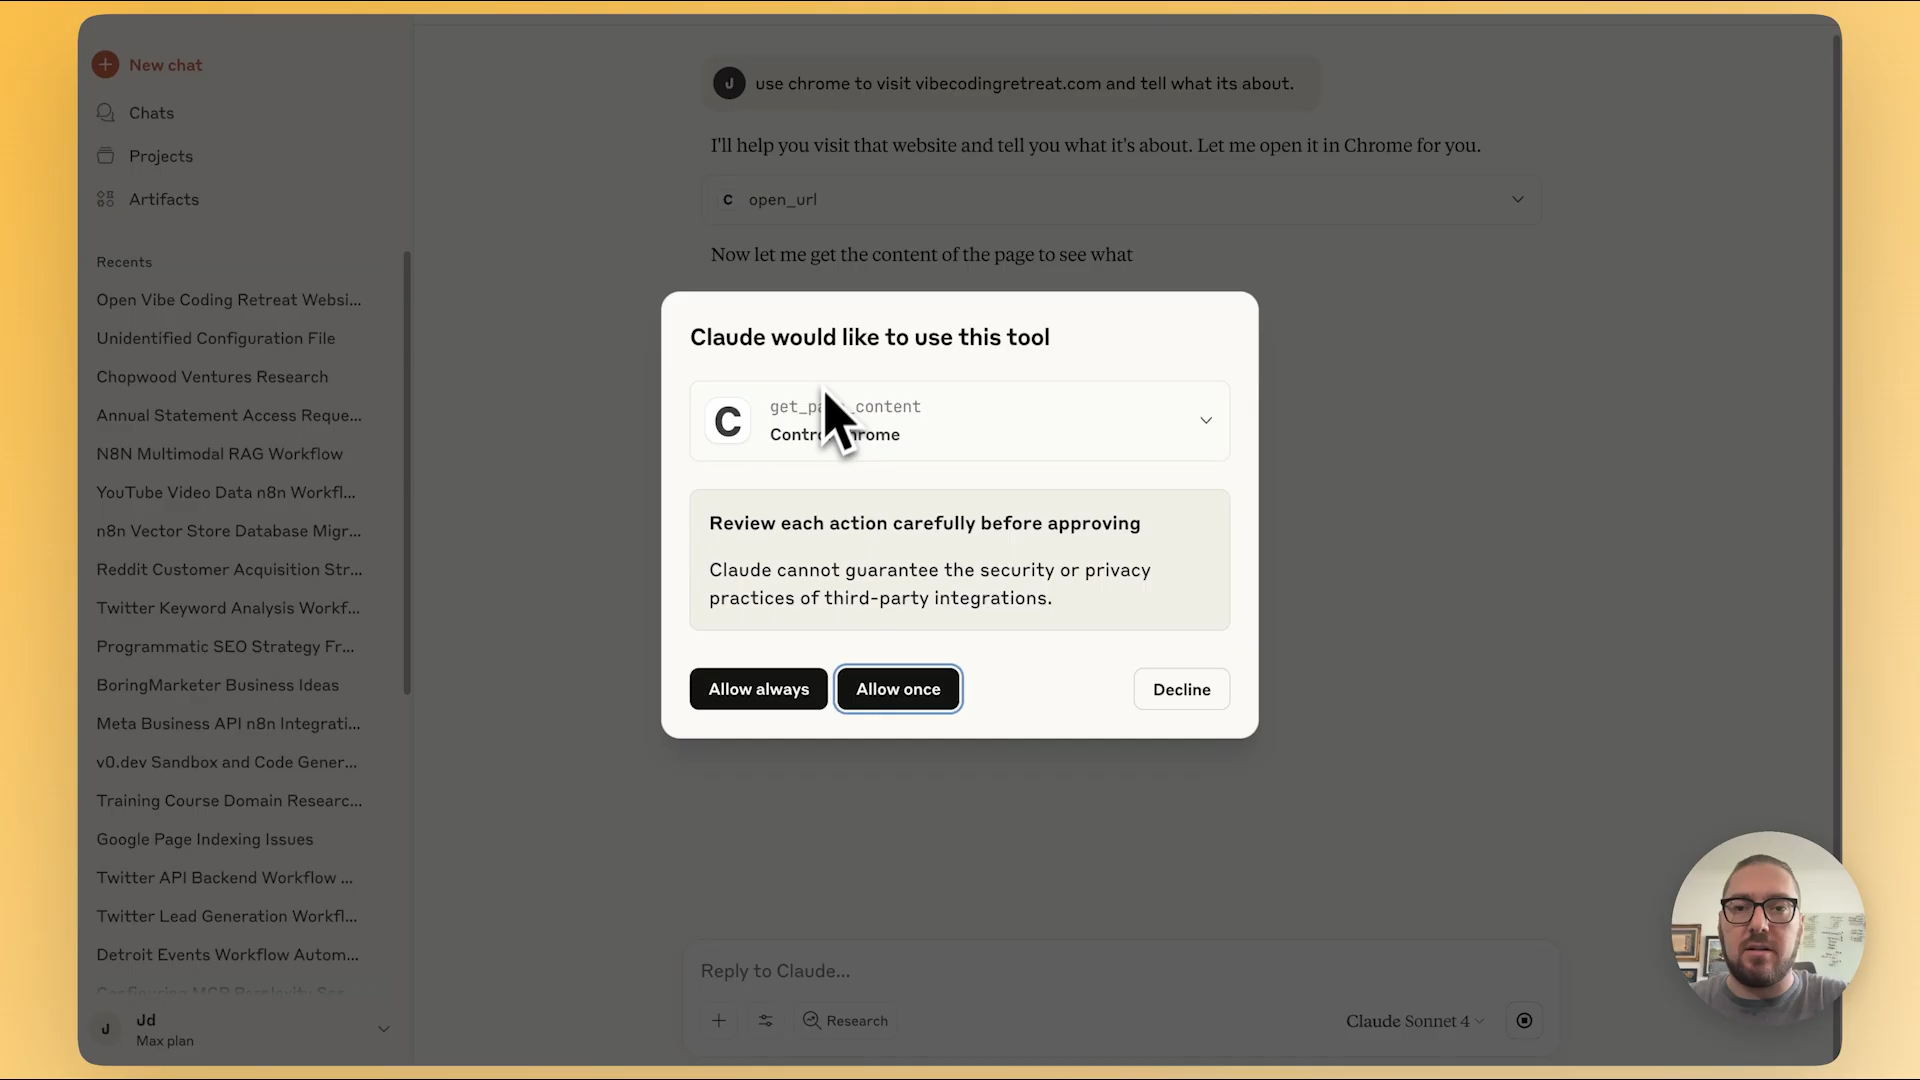 New chat
Chats
Projects
Artifacts
Recents
Open Vibe Coding Retreat Websi...
Unidentified Configuration File
Chopwood Ventures Research
Annual Statement Access Reque...
N8N Multimodal RAG Workflow
YouTube Video Data n8n Workfl...
n8n Vector Store Database Migr...
Reddit Customer Acquisition Str...
Twitter Keyword Analysis Workf...
Programmatic SEO Strategy Fr...
BoringMarketer Business Ideas
Meta Business API n8n Integrati...
v0.dev Sandbox and Code Gener...
Training Course Domain Researc...
Google Page Indexing Issues
Twitter API Backend Workflow ...
Twitter Lead Generation Workfl...
Detroit Events Workflow Autom...
J
Jd
Max plan
J use chrome to visit vibecodingretreat.com and tell what its about.
I'll help you visit that website and tell you what it's about. Let me open it in Chrome for you.
C open_url
Now let me get the content of the page to see what
Claude would like to use this tool
C
Review each action carefully before approving
Claude cannot guarantee the security or privacy
practices of third-party integrations.
Allow always
Allow once
Decline
Reply to Claude...
Research
Claude Sonnet 4